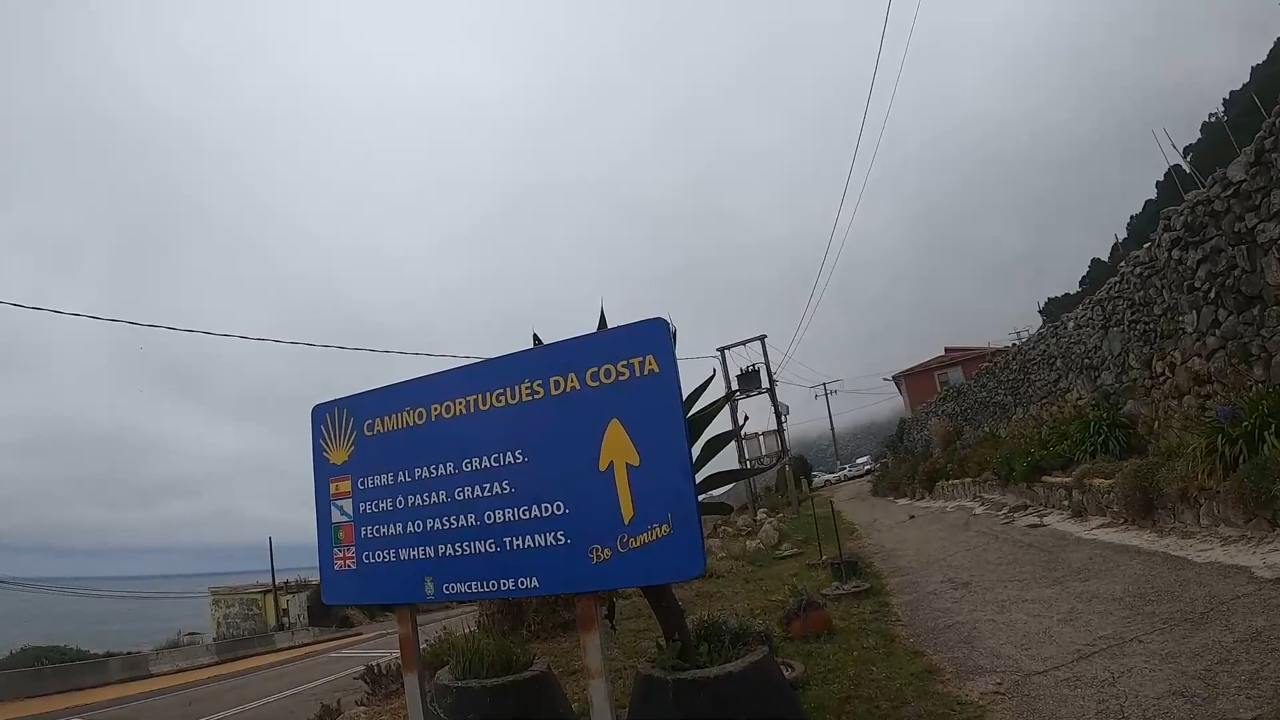 CAMIÑO PORTUGUÉS DA COSTA
CIERRE AL PASAR. GRACIAS.
PECHE Ó PASAR. GRAZAS.
FECHAR AO PASSAR. OBRIGADO.
CLOSE WHEN PASSING. THANKS.
Bo Camiño!
CONCELLO DE OIA